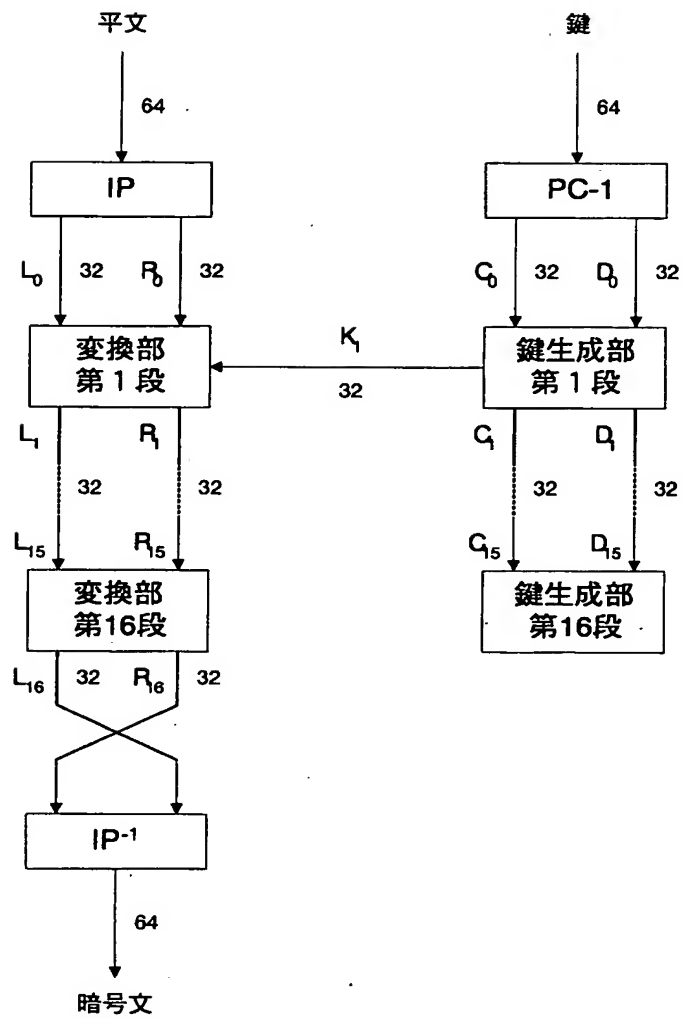 平文 鍵
64 64
IP PC-1
L₀ 32 R₀ 32 C₀ 32 D₀ 32
変換部
第1段
K₁
32
鍵生成部
第1段
L₁ R₁ C₁ D₁
32 32 32 32
L₁₅ R₁₅ C₁₅ D₁₅
変換部
第16段
鍵生成部
第16段
L₁₆ 32 R₁₆ 32
IP⁻¹
64
暗号文